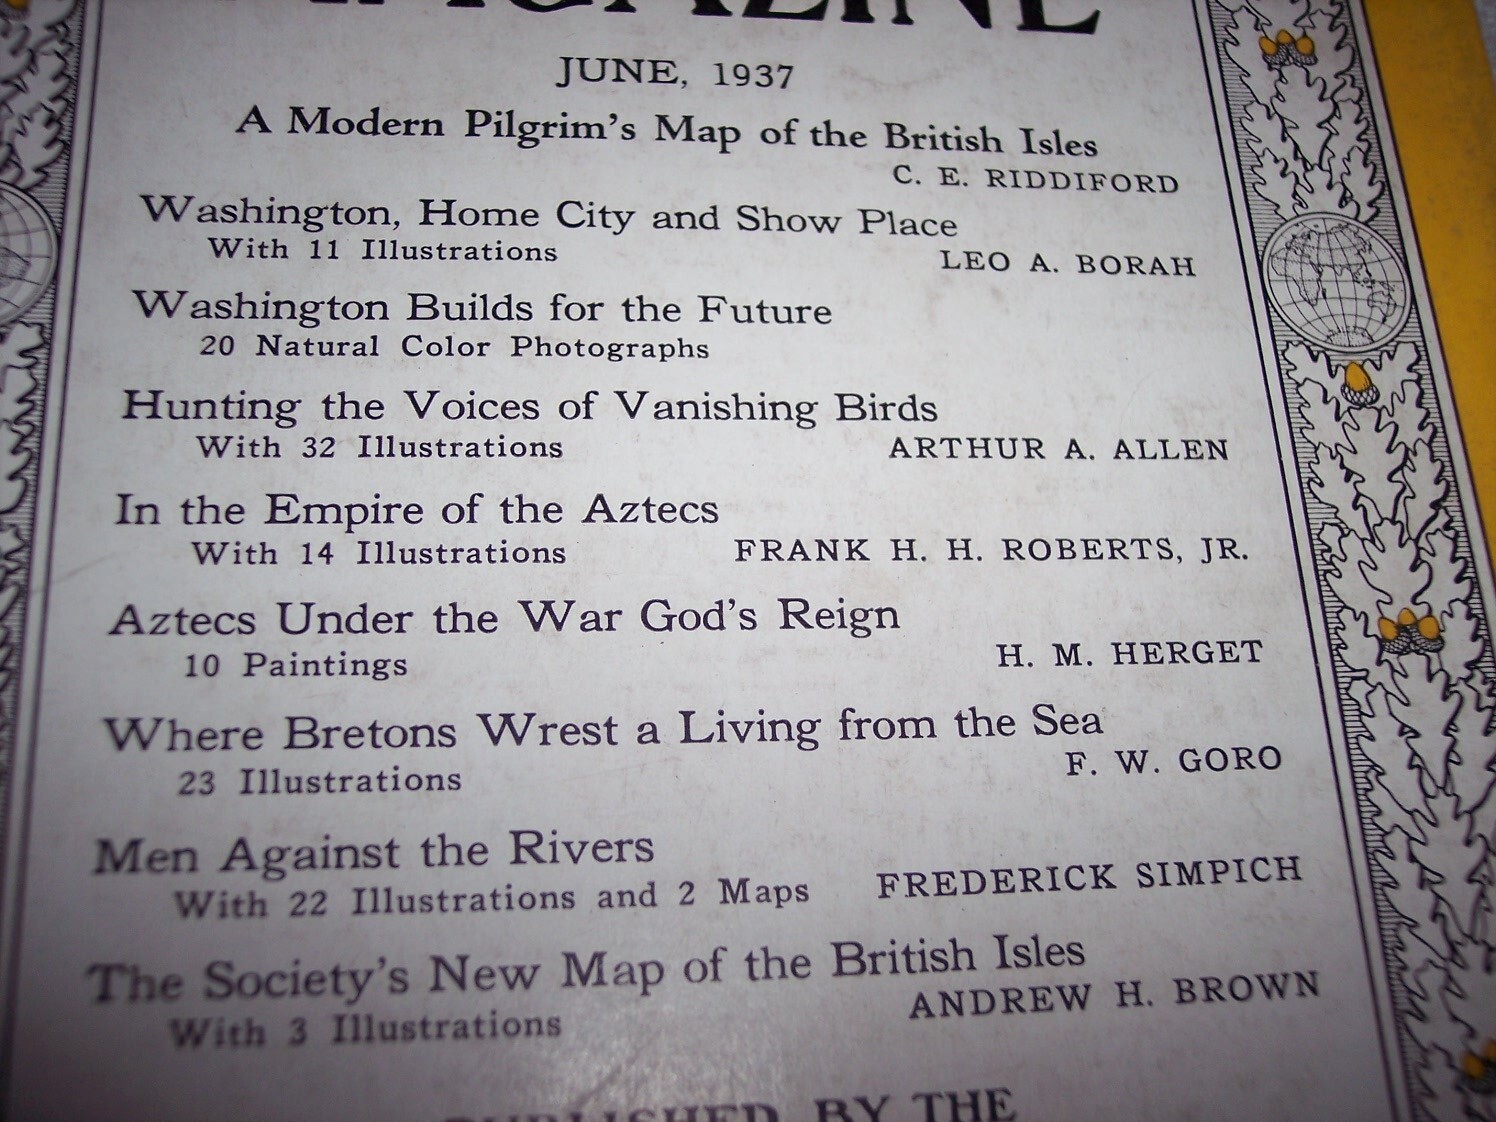 MAGAZINE
JUNE, 1937
A Modern Pilgrim's Map of the British Isles
C. E. RIDDIFORD
Washington, Home City and Show Place
With 11 Illustrations
LEO A. BORAH
Washington Builds for the Future
20 Natural Color Photographs
Hunting the Voices of Vanishing Birds
With 32 Illustrations
ARTHUR A. ALLEN
In the Empire of the Aztecs
With 14 Illustrations
FRANK H. H. ROBERTS, JR.
Aztecs Under the War God's Reign
10 Paintings
H. M. HERGET
Where Bretons Wrest a Living from the Sea
23 Illustrations
F. W. GORO
Men Against the Rivers
With 22 Illustrations and 2 Maps
FREDERICK SIMPICH
The Society's New Map of the British Isles
With 3 Illustrations
ANDREW H. BROWN
PUBLISHED BY THE